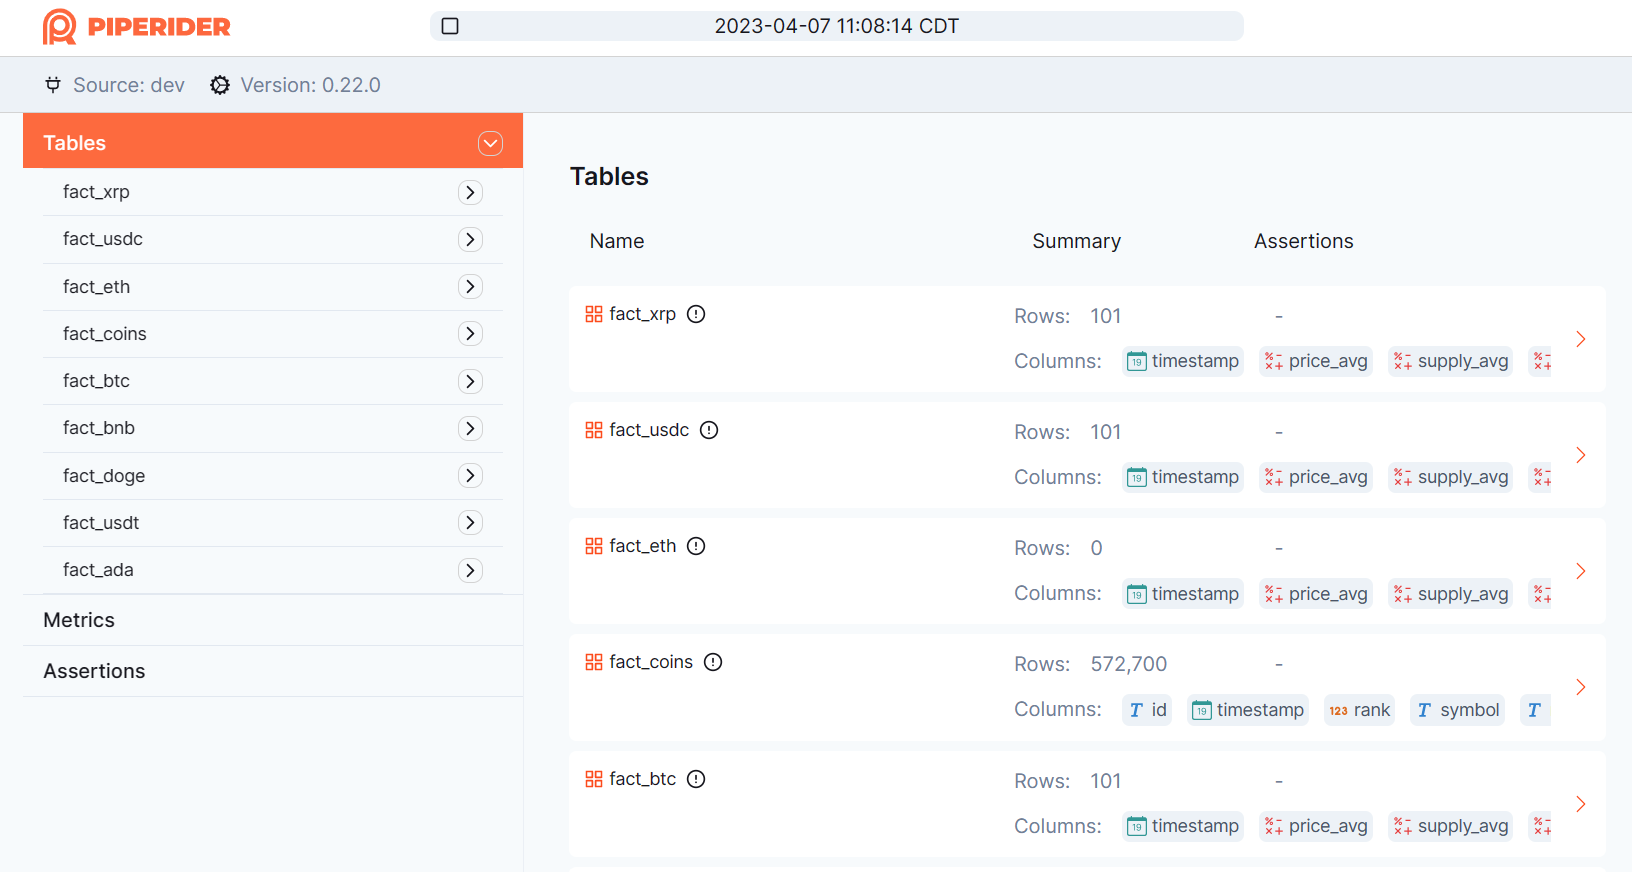 PIPERIDER
2023-04-07 11:08:14 CDT
Source: dev
Version: 0.22.0
Tables
fact_xrp
fact_usdc
fact_eth
fact_coins
fact_btc
fact_bnb
fact_doge
fact_usdt
fact_ada
Metrics
Assertions
Tables
Name Summary Assertions
fact_xrp
Rows: 101 -
Columns: timestamp price_avg supply_avg
fact_usdc
Rows: 101 -
Columns: timestamp price_avg supply_avg
fact_eth
Rows: 0 -
Columns: timestamp price_avg supply_avg
fact_coins
Rows: 572,700 -
Columns: T id timestamp 123 rank T symbol T
fact_btc
Rows: 101 -
Columns: timestamp price_avg supply_avg